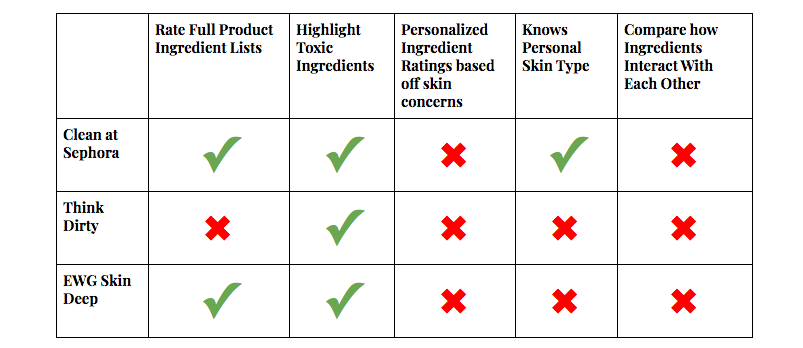 Rate Full Product
Ingredient Lists
Highlight
Toxic
Ingredients
Personalized
Ingredient
Ratings based
off skin
concerns
Knows
Personal
Skin Type
Compare how
Ingredients
Interact With
Each Other
Clean at
Sephora
Think
Dirty
EWG Skin
Deep